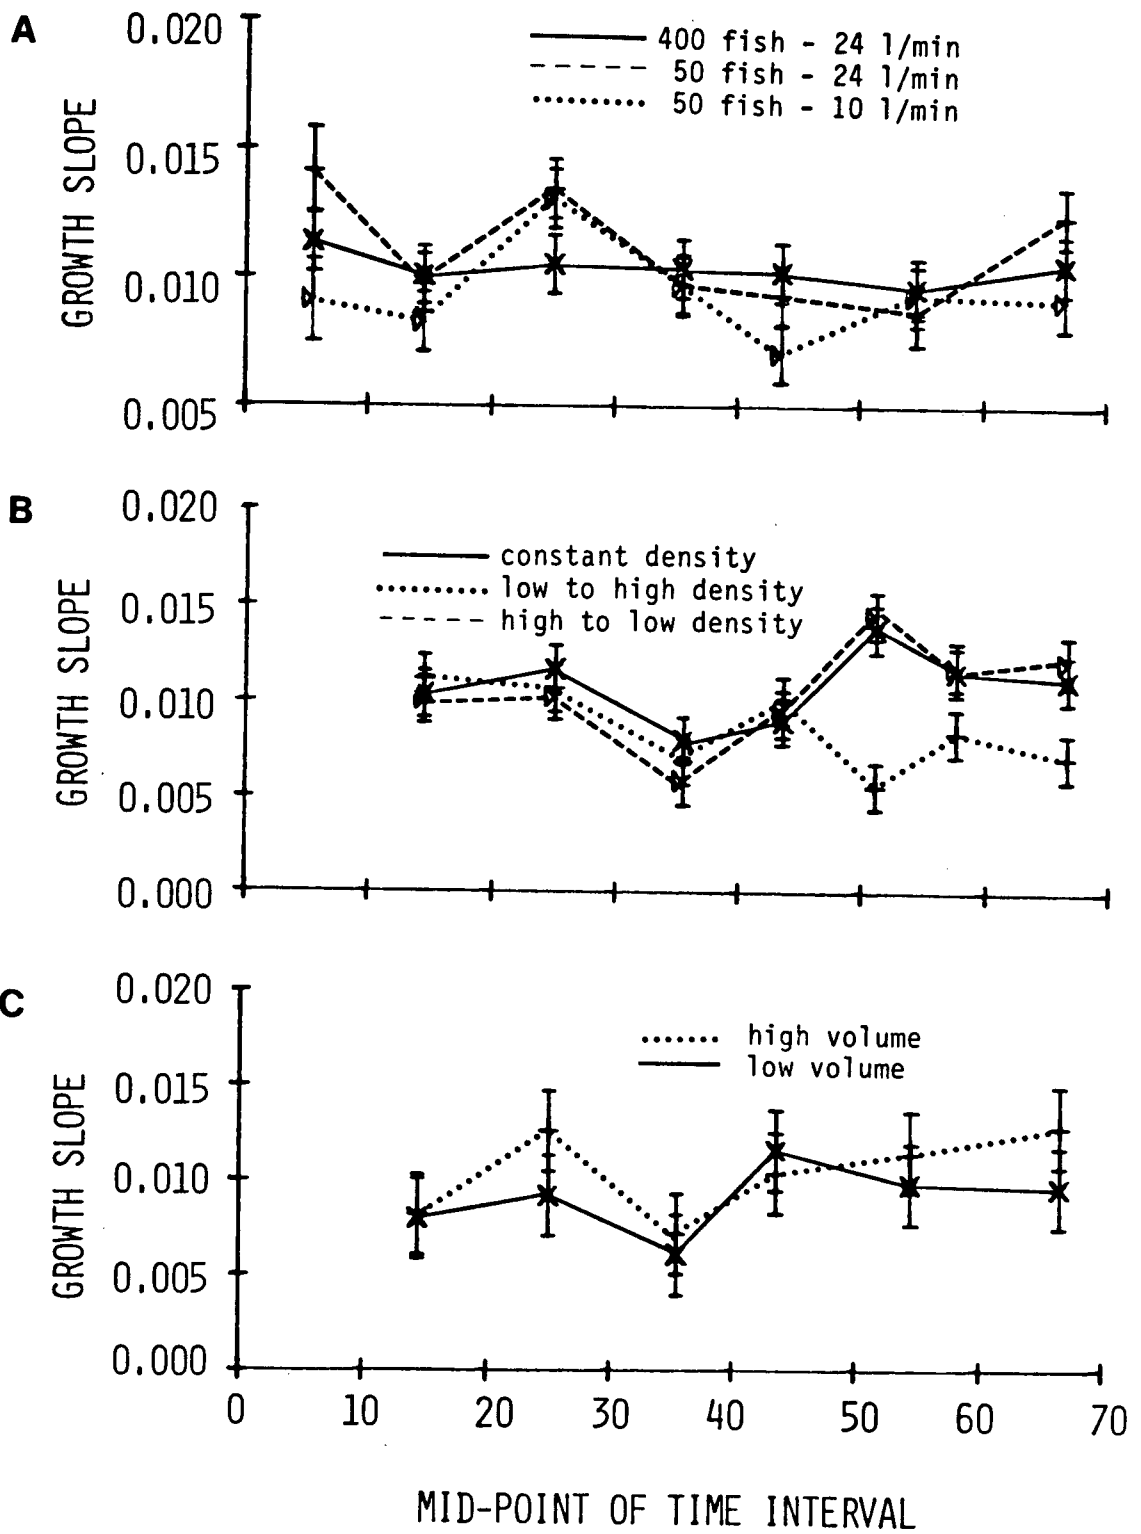 A
0.020
400 fish - 24 l/min
50 fish - 24 l/min
50 fish - 10 l/min
0.015
GROWTH SLOPE
0.010
0.005
B
0.020
constant density
low to high density
high to low density
0.015
GROWTH SLOPE
0.010
0.005
0.000
C
0.020
high volume
low volume
0.015
GROWTH SLOPE
0.010
0.005
0.000
0 10 20 30 40 50 60 70
MID-POINT OF TIME INTERVAL